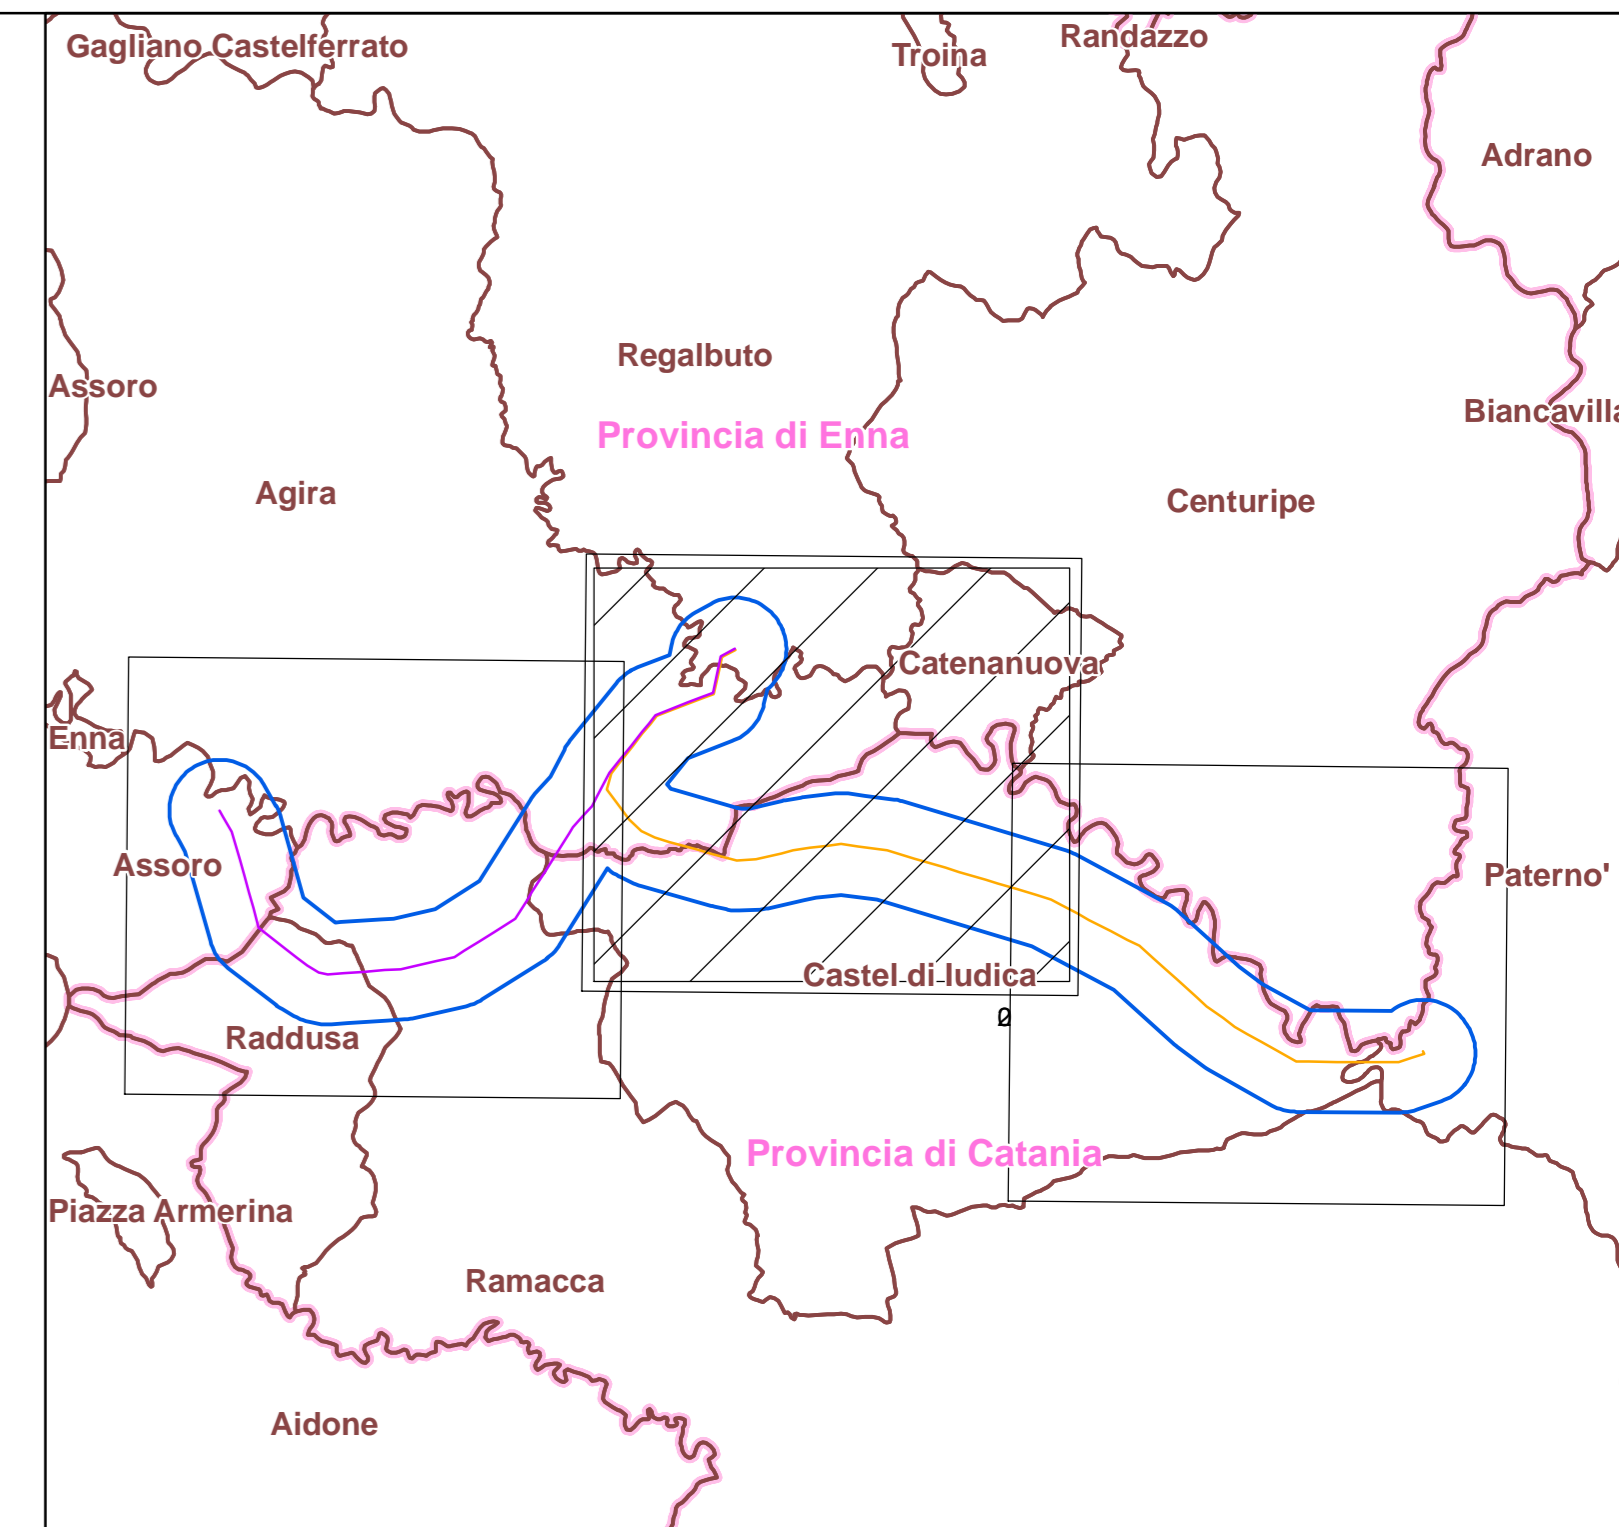 Gagliano Castelferrato
Troina
Randazzo
Adrano
Regalbuto
Assoro
Biancavilla
Provincia di Enna
Agira
Centuripe
Catenanuova
Enna
Assoro
Paterno'
Castel di Iudica
Raddusa
Provincia di Catania
Piazza Armerina
Ramacca
Aidone